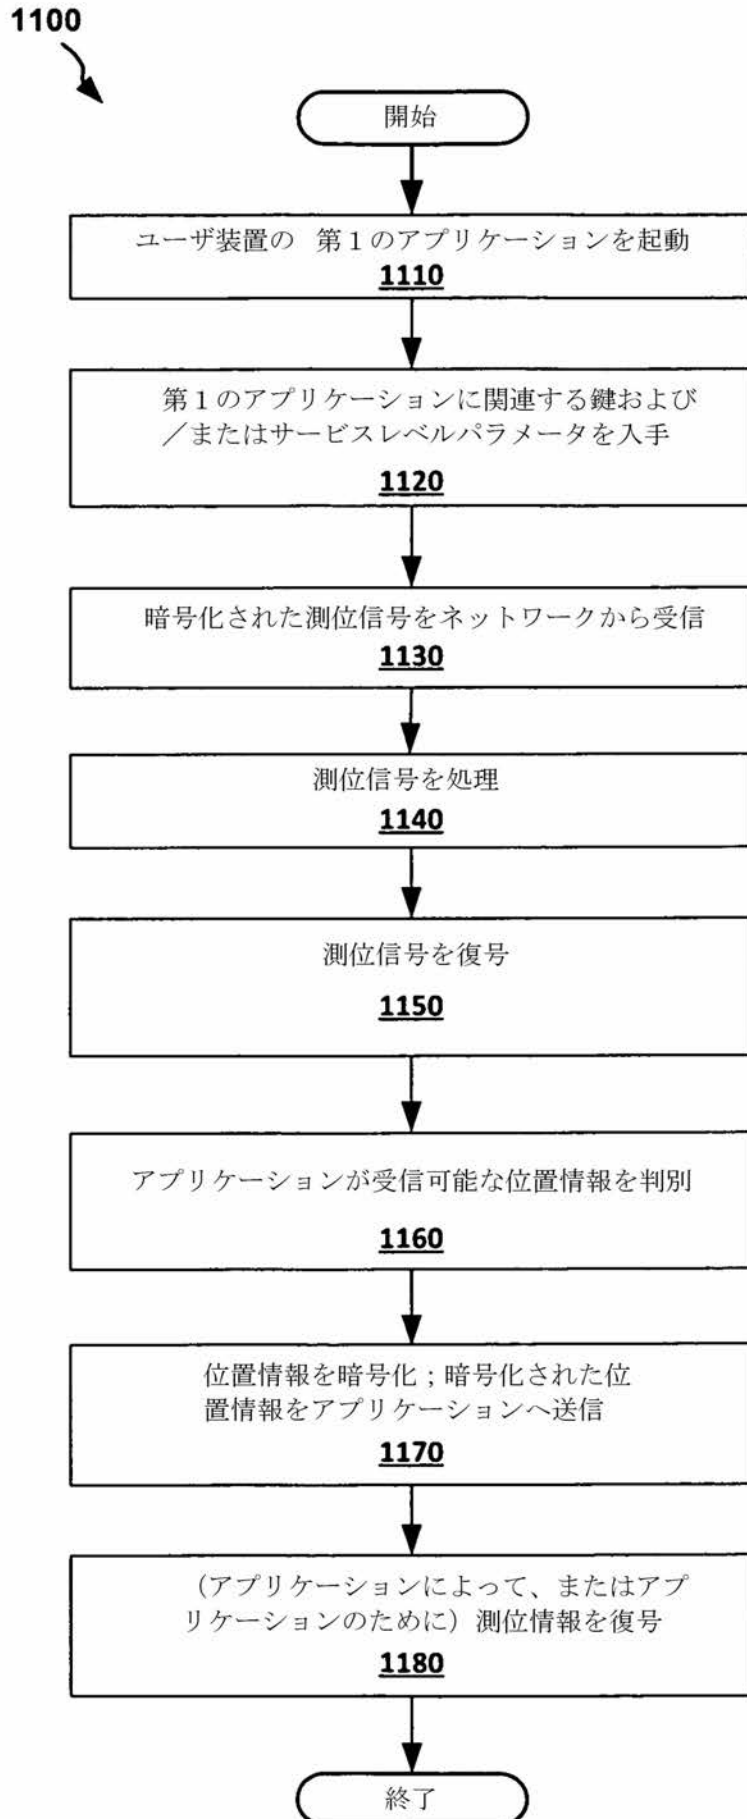 1100
開始
ユーザ装置の 第１のアプリケーションを起動
1110
第１のアプリケーションに関連する鍵および
／またはサービスレベルパラメータを入手
1120
暗号化された測位信号をネットワークから受信
1130
測位信号を処理
1140
測位信号を復号
1150
アプリケーションが受信可能な位置情報を判別
1160
位置情報を暗号化；暗号化された位
置情報をアプリケーションへ送信
1170
（アプリケーションによって、またはアプ
リケーションのために）測位情報を復号
1180
終了